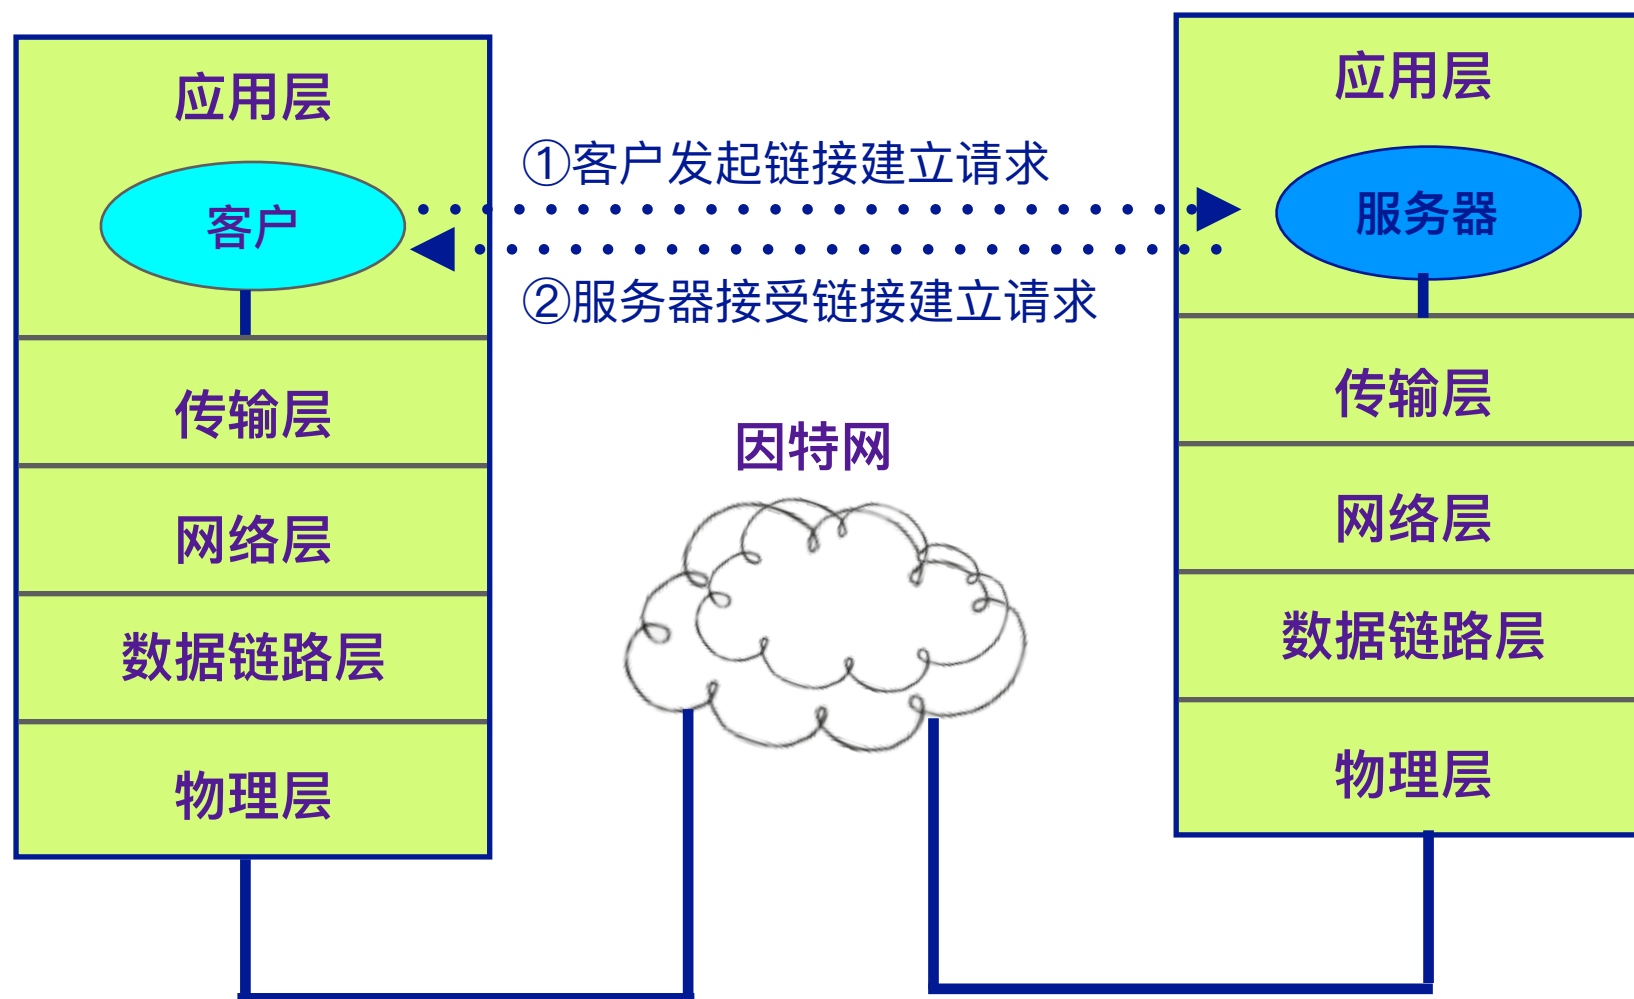 应用层
客户
传输层
网络层
数据链路层
物理层
①客户发起链接建立请求
②服务器接受链接建立请求
因特网
应用层
服务器
传输层
网络层
数据链路层
物理层